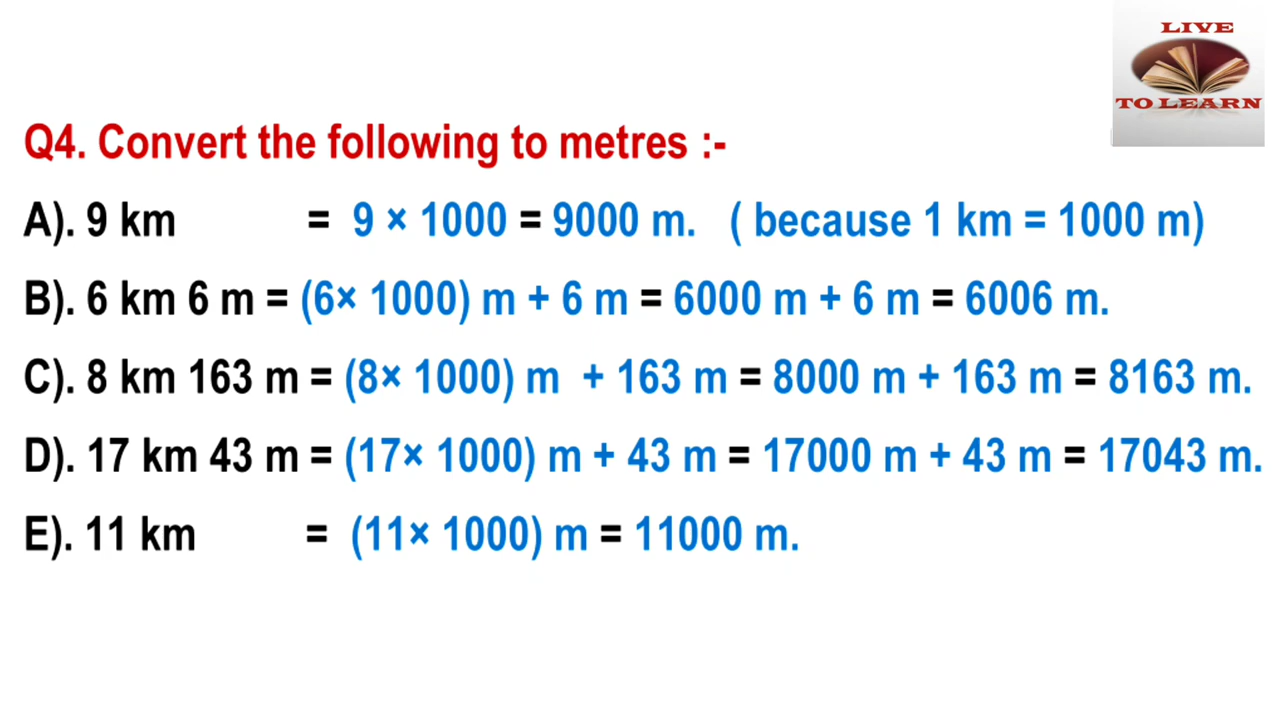 LIVE
TO LEARN
Q4. Convert the following to metres :-
A). 9 km = 9 × 1000 = 9000 m. ( because 1 km = 1000 m)
B). 6 km 6 m = (6× 1000) m + 6 m = 6000 m + 6 m = 6006 m.
C). 8 km 163 m = (8× 1000) m + 163 m = 8000 m + 163 m = 8163 m.
D). 17 km 43 m = (17× 1000) m + 43 m = 17000 m + 43 m = 17043 m.
E). 11 km = (11× 1000) m = 11000 m.